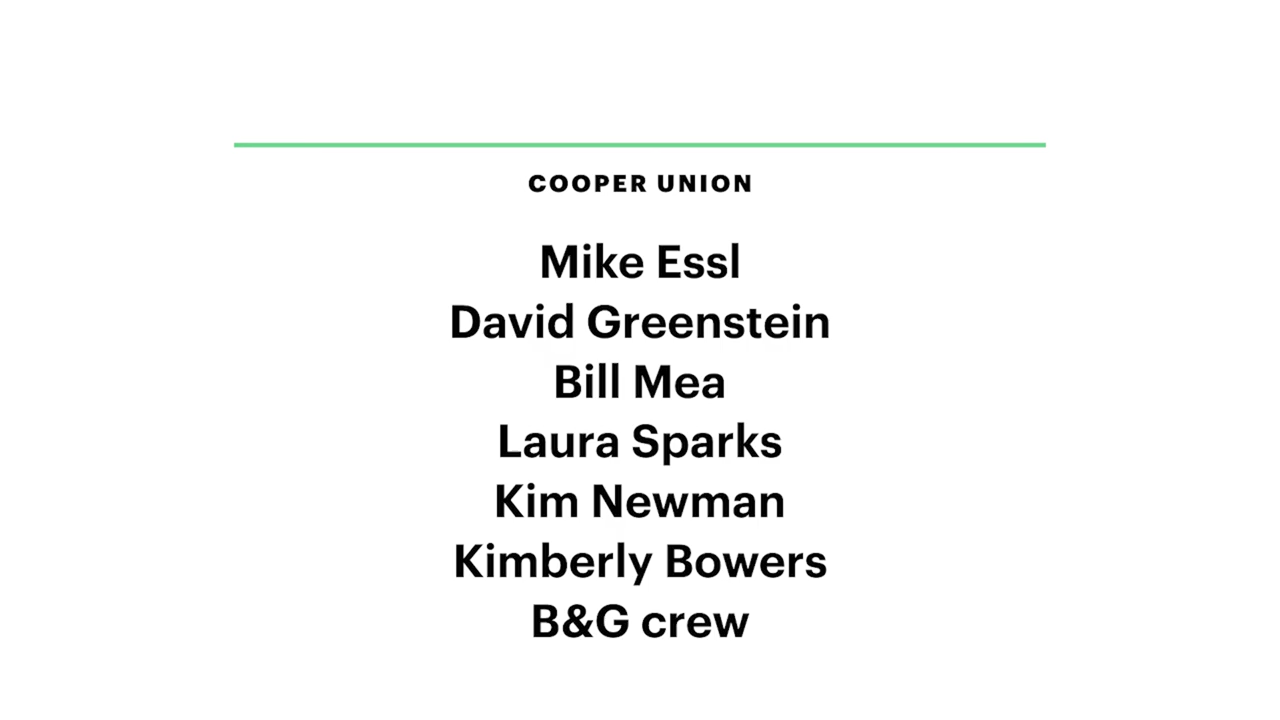 COOPER UNION
Mike Essl
David Greenstein
Bill Mea
Laura Sparks
Kim Newman
Kimberly Bowers
B&G crew